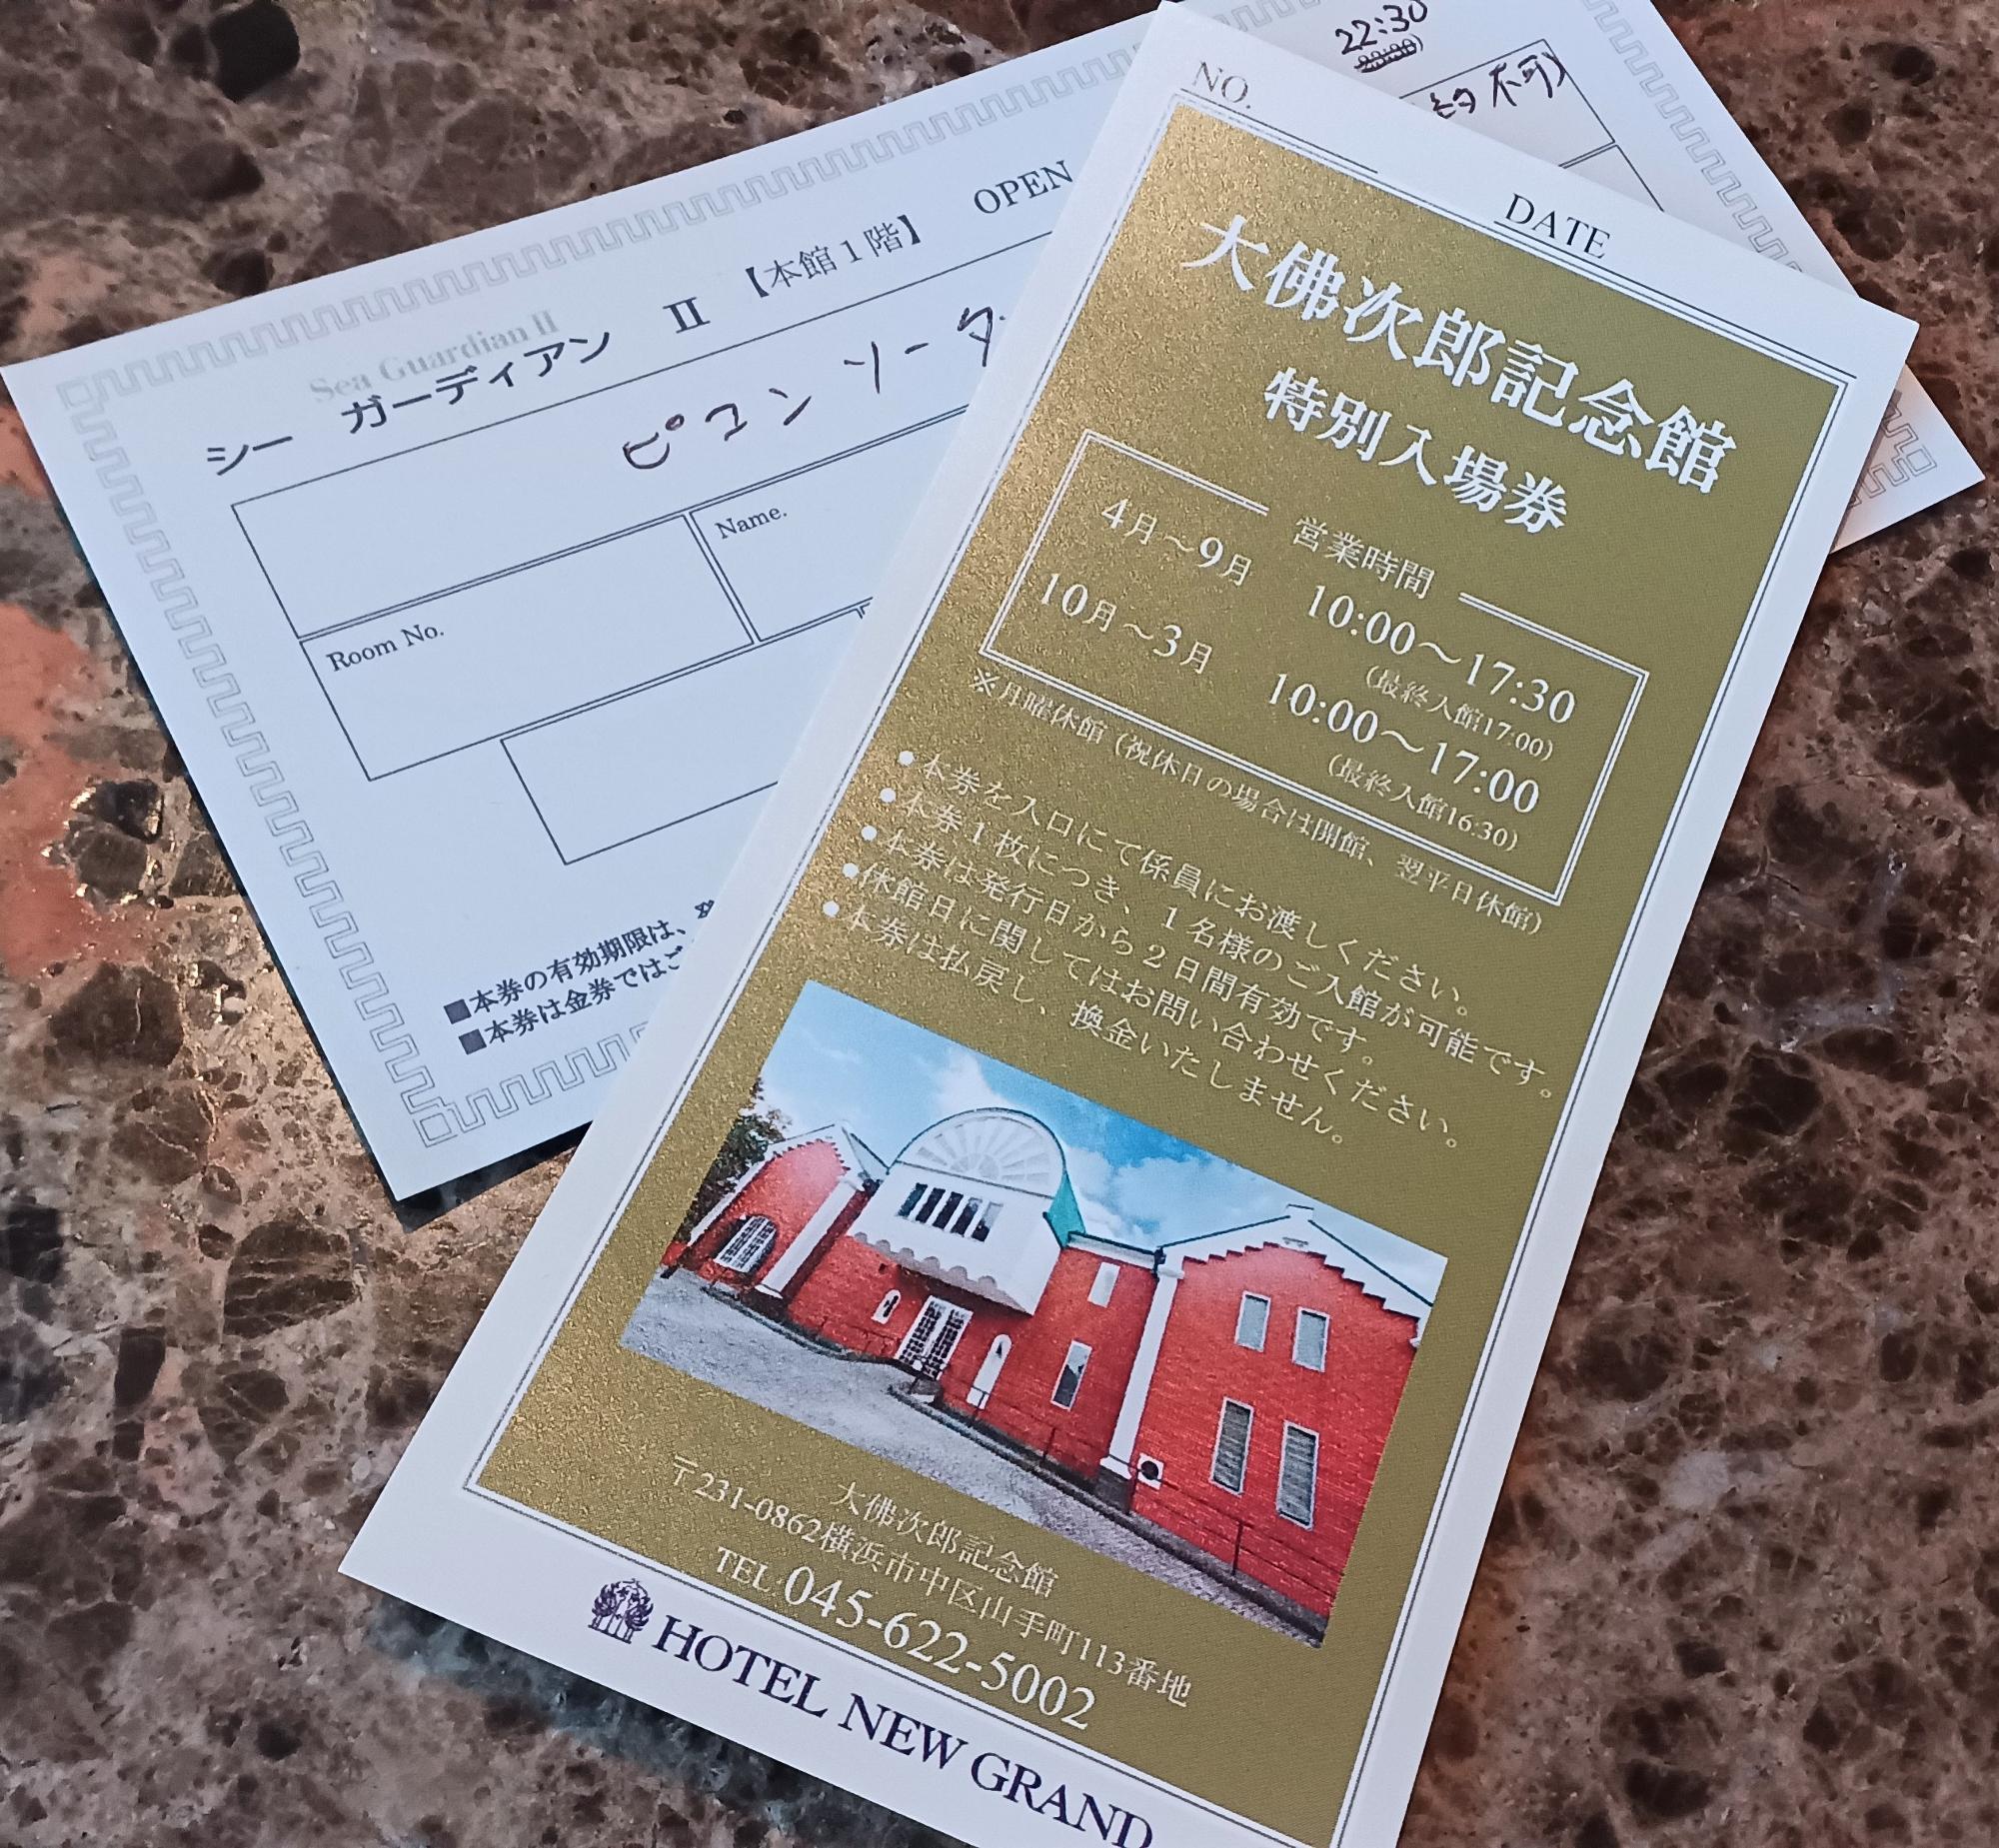 22:30
約不可)
Sea Guardian II
シー ガーディアン II 【本館1階】 OPEN
ピコン ソーダ
Name.
Room No.
■本券の有効期限は、発
■本券は金券ではご
NO.
DATE
大佛次郎記念館
特別入場券
営業時間
4月～9月 10:00～17:30
(最終入館17:00)
10月～3月 10:00～17:00
(最終入館16:30)
※月曜休館(祝休日の場合は開館、翌平日休館)
●本券を入口にて係員にお渡しください。
●本券1枚につき、1名様のご入館が可能です。
●本券は発行日から2日間有効です。
●休館日に関してはお問い合わせください。
●本券は払戻し、換金いたしません。
大佛次郎記念館
〒231-0862横浜市中区山手町113番地
TEL:045-622-5002
HOTEL NEW GRAND